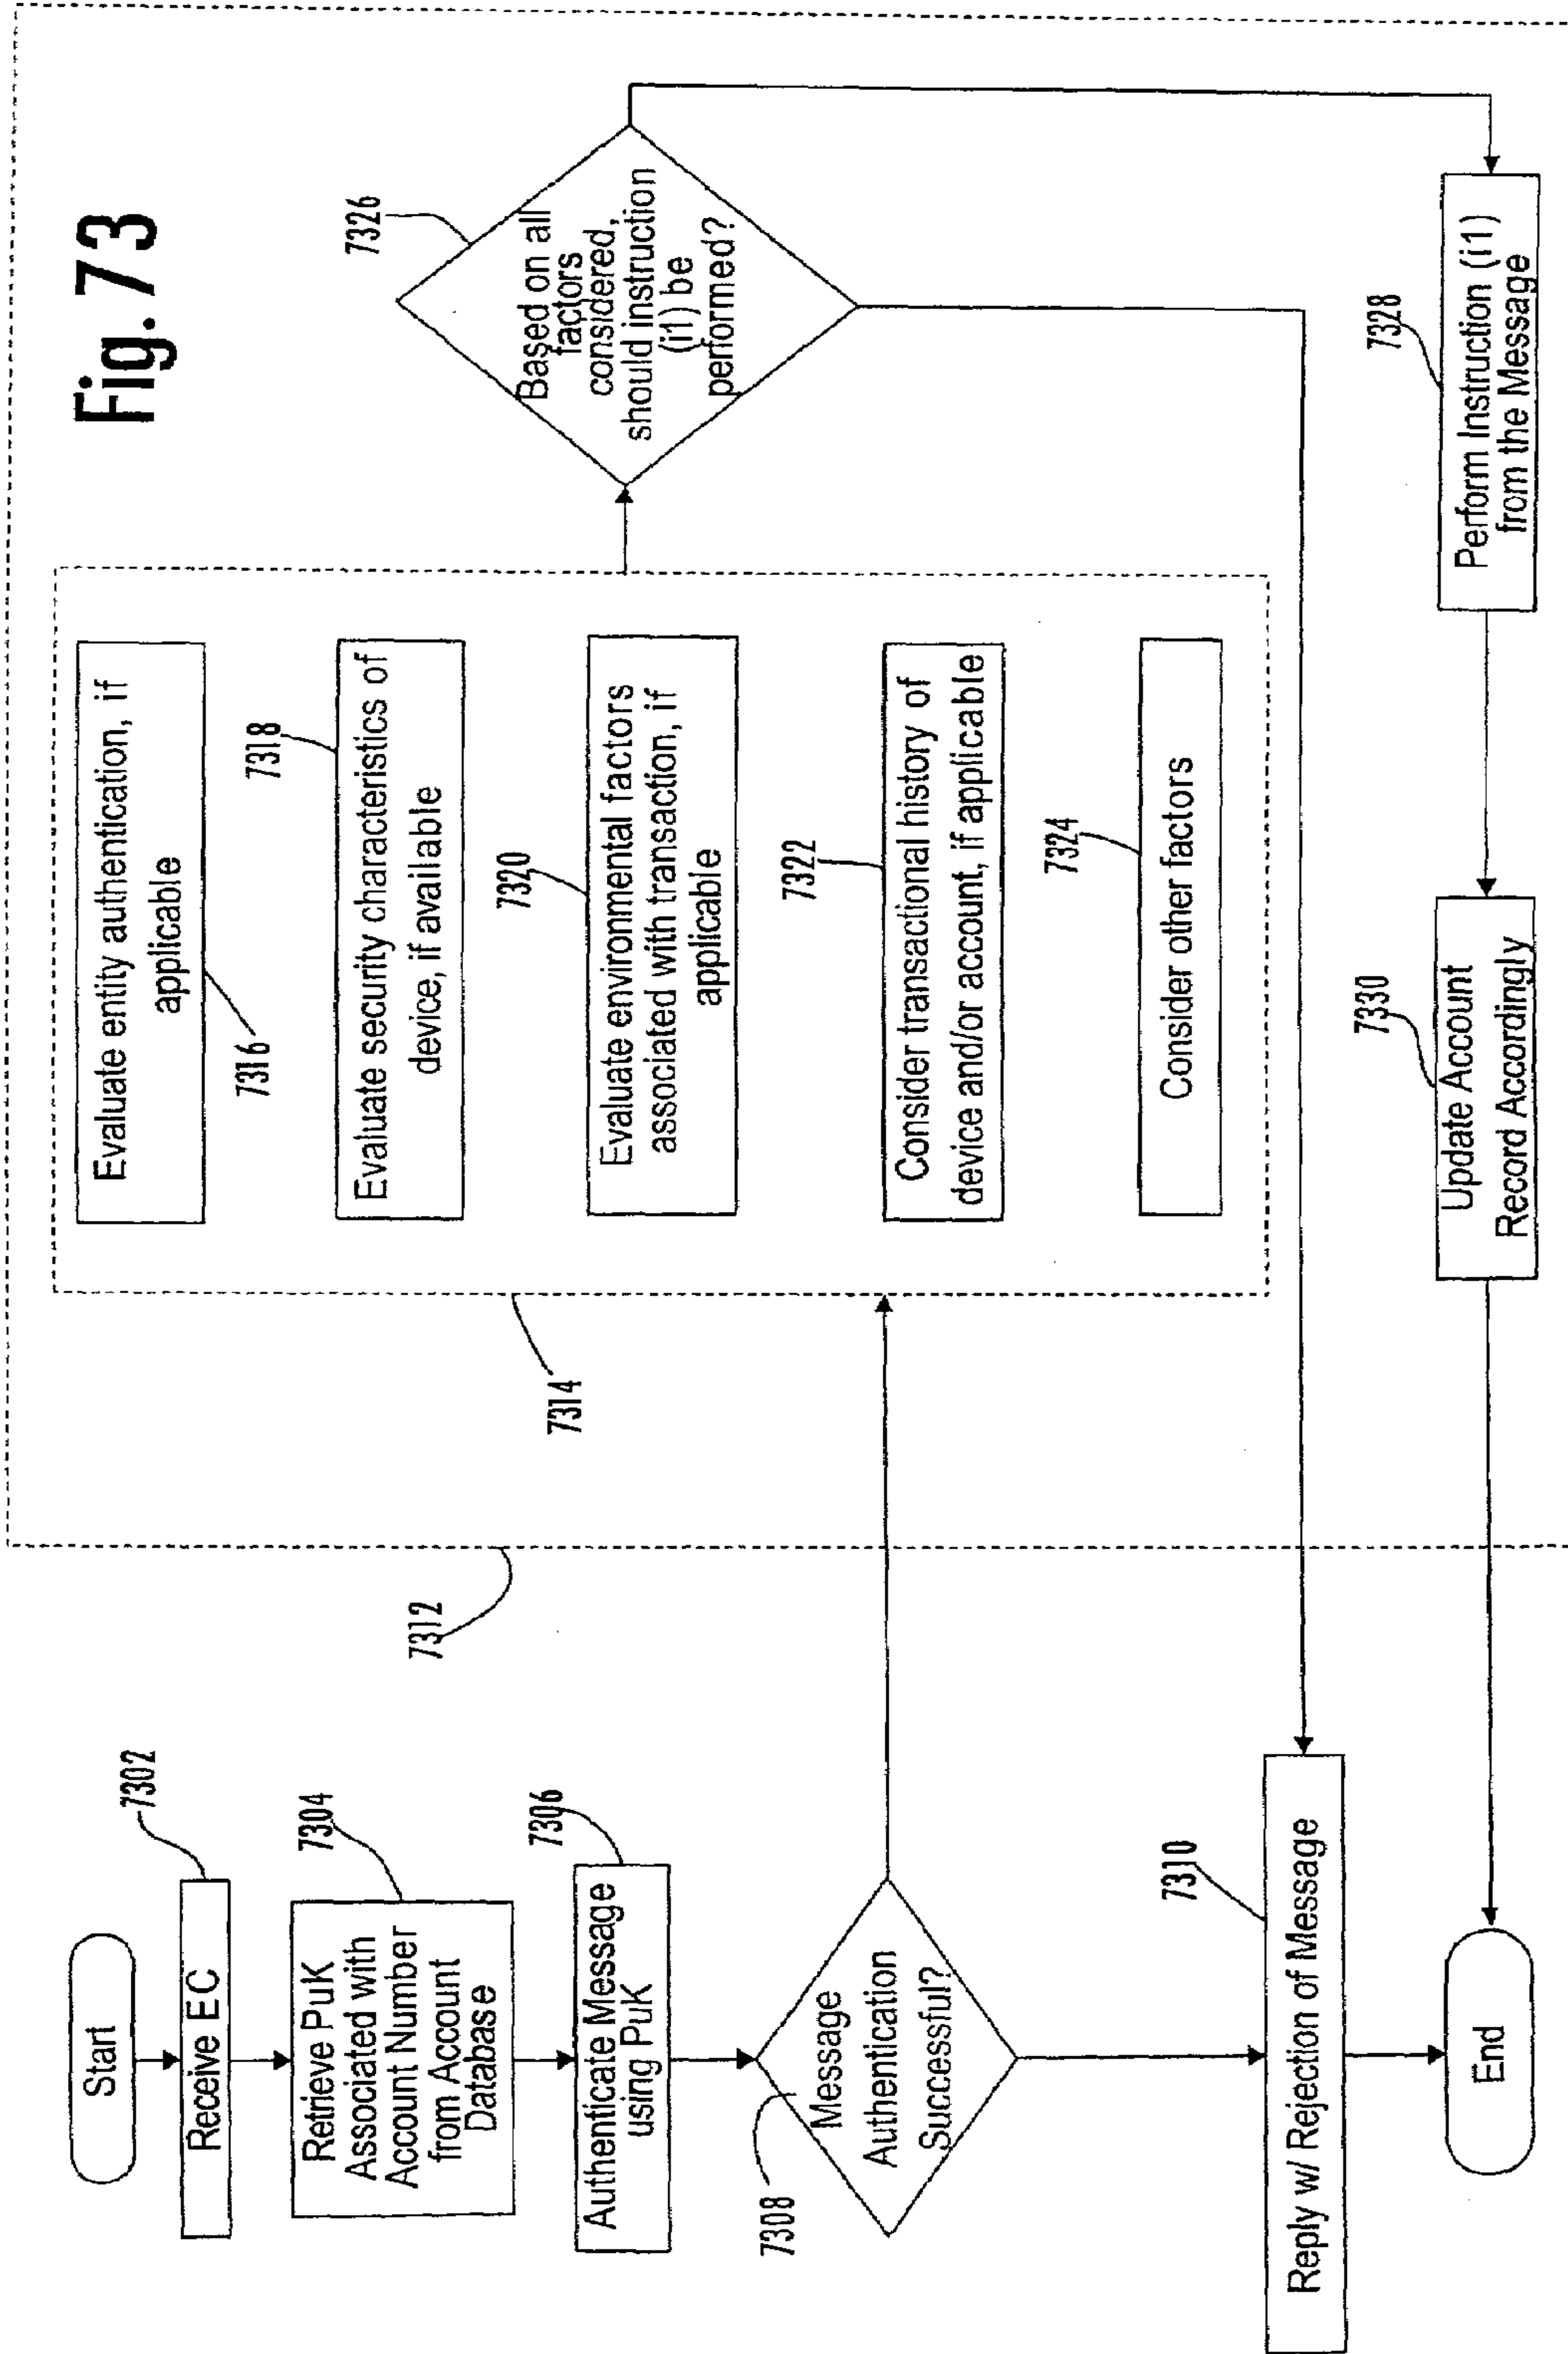 Fig. 73
Start
7302
Receive EC
7304
Retrieve PuK
Associated with
Account Number
from Account
Database
7306
Authenticate Message
using PuK
7308
Message
Authentication
Successful?
7310
Reply w/ Rejection of Message
End
7312
7314
Evaluate entity authentication, if
applicable
7316
7318
Evaluate security characteristics of
device, if available
7320
Evaluate environmental factors
associated with transaction, if
applicable
7322
Consider transactional history of
device and/or account, if applicable
7324
Consider other factors
7326
Based on all
factors
considered,
should instruction
(i1) be
performed?
7328
Perform Instruction (i1)
from the Message
7330
Update Account
Record Accordingly